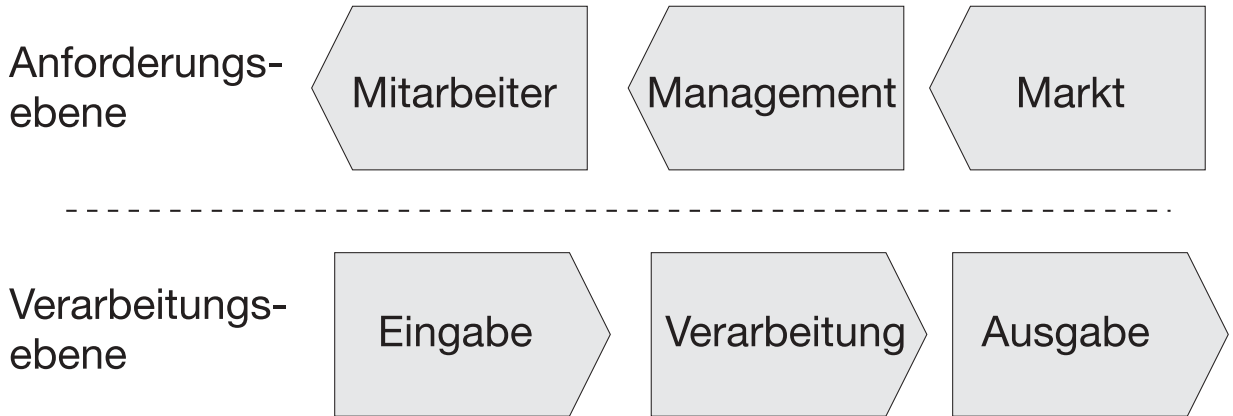 Anforderungs-
ebene
Mitarbeiter
Management
Markt
Verarbeitungs-
ebene
Eingabe
Verarbeitung
Ausgabe